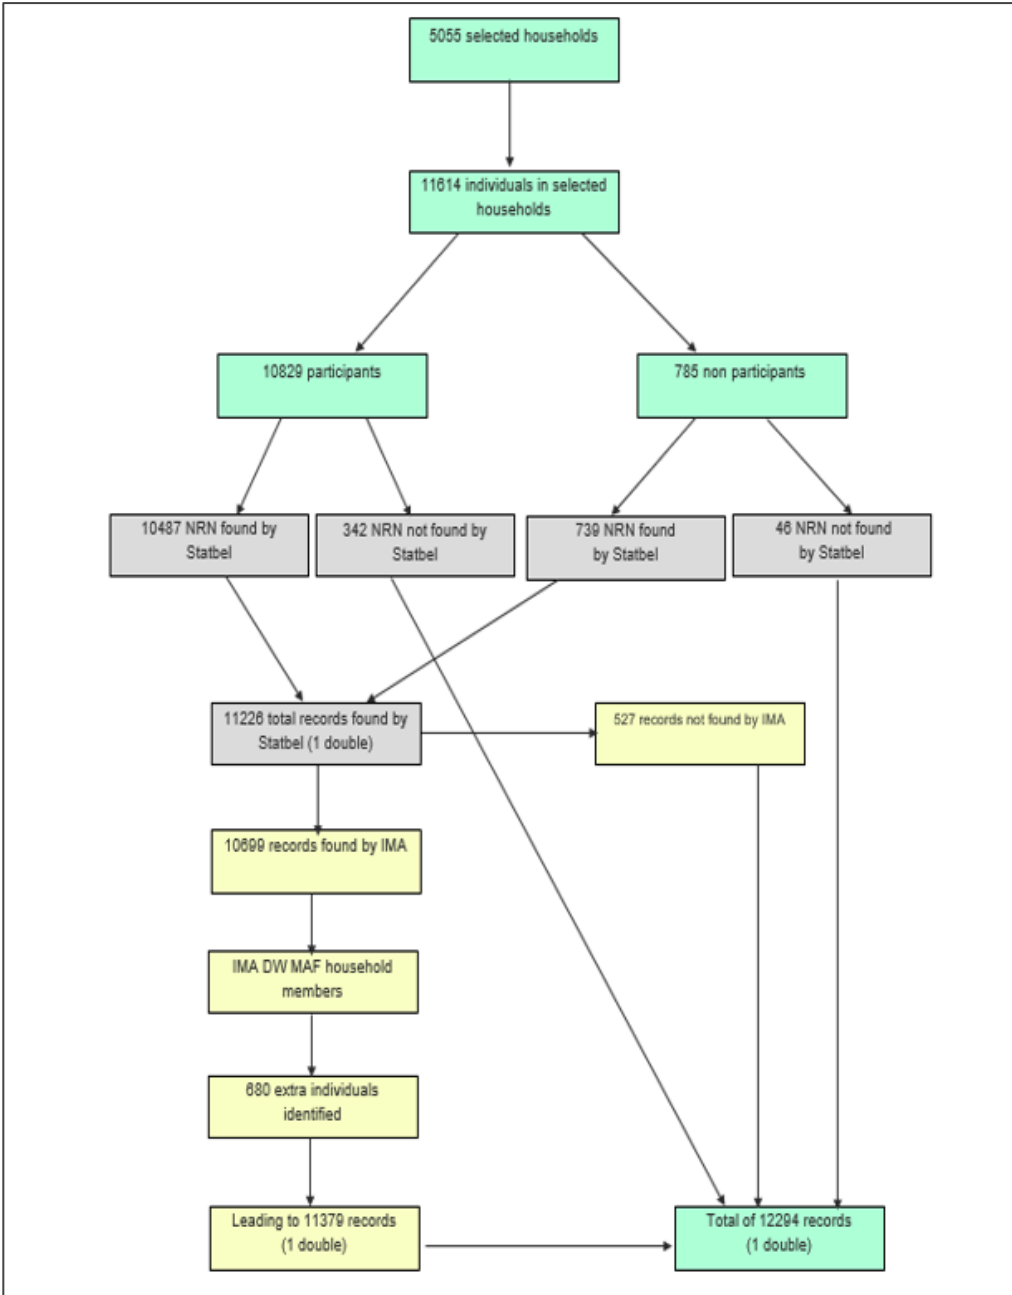 5055 selected households
11614 individuals in selected
households
10829 participants
785 non participants
10487 NRN found by
Statbel
342 NRN not found by
Statbel
739 NRN found
by Statbel
46 NRN not found
by Statbel
11226 total records found by
Statbel (1 double)
527 records not found by IMA
10699 records found by IMA
IMA DW MAF household
members
680 extra individuals
identified
Leading to 11379 records
(1 double)
Total of 12294 records
(1 double)